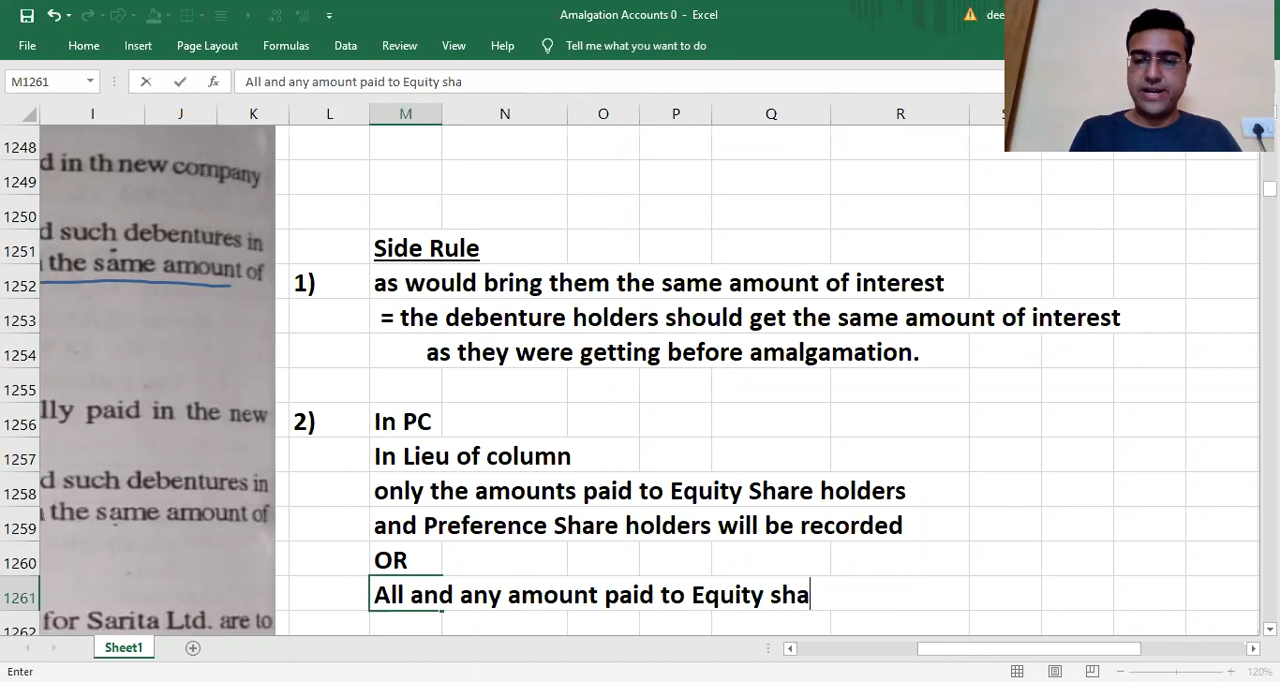 Amalgation Accounts 0 - Excel
dee
File Home Insert Page Layout Formulas Data Review View Help Tell me what you want to do
M1261 fx All and any amount paid to Equity sha
I J K L M N O P Q R
1248
1249
1250
1251
1252
1253
1254
1255
1256
1257
1258
1259
1260
1261
1262
d in th new company
d such debentures in
the same amount of
lly paid in the new
d such debentures in
the same amount of
for Sarita Ltd. are to
Side Rule
1) as would bring them the same amount of interest
= the debenture holders should get the same amount of interest
as they were getting before amalgamation.
2) In PC
In Lieu of column
only the amounts paid to Equity Share holders
and Preference Share holders will be recorded
OR
All and any amount paid to Equity sha
Sheet1
Enter
120%